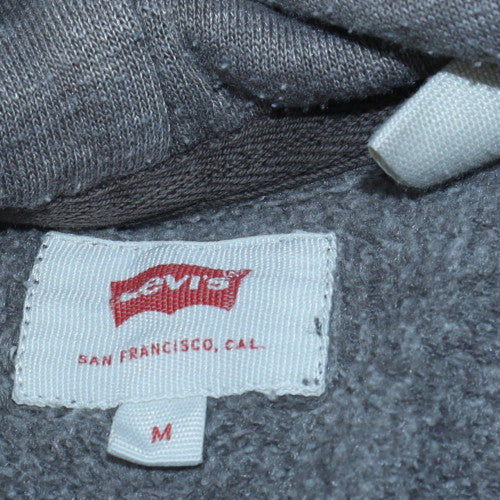 LEVI'S
SAN FRANCISCO, CAL.
M